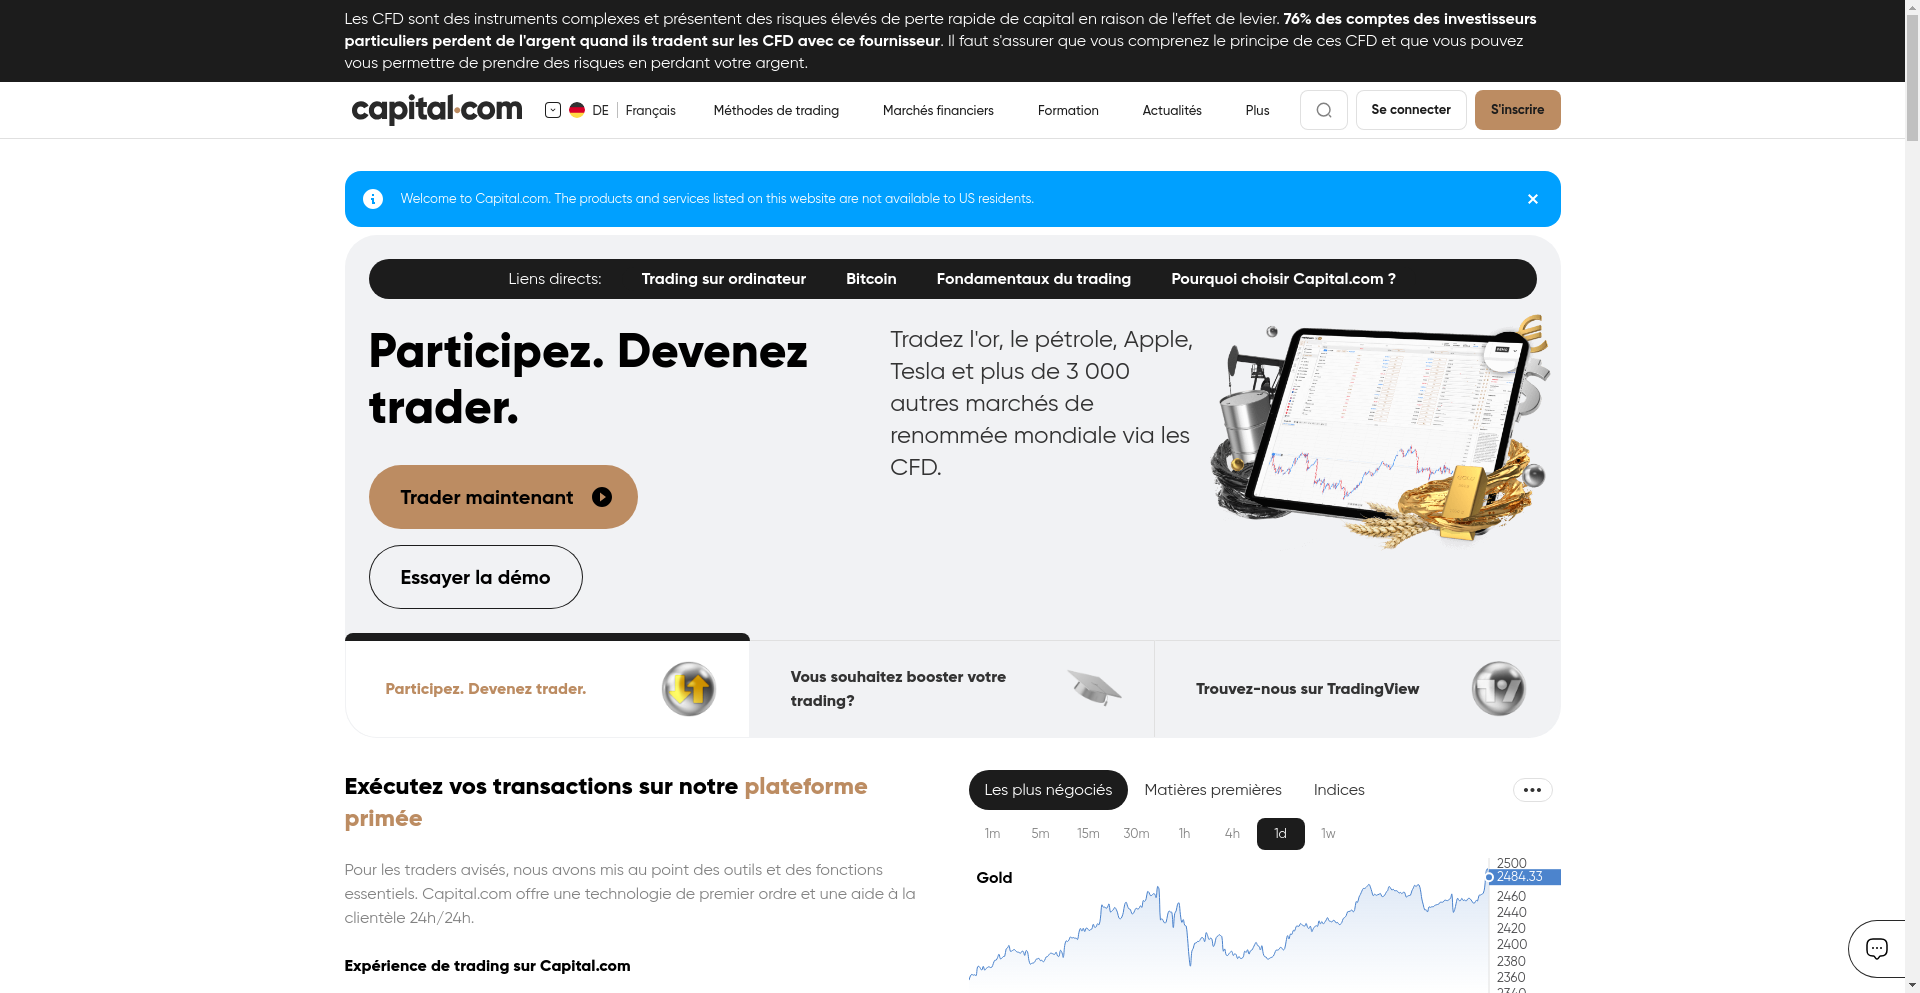 Les CFD sont des instruments complexes et présentent des risques élevés de perte rapide de capital en raison de l'effet de levier. 76% des comptes des investisseurs
particuliers perdent de l'argent quand ils tradent sur les CFD avec ce fournisseur. Il faut s'assurer que vous comprenez le principe de ces CFD et que vous pouvez
vous permettre de prendre des risques en perdant votre argent.
capital.com
DE
Français
Méthodes de trading
Marchés financiers
Formation
Actualités
Plus
Se connecter
S'inscrire
Welcome to Capital.com. The products and services listed on this website are not available to US residents.
Liens directs:
Trading sur ordinateur
Bitcoin
Fondamentaux du trading
Pourquoi choisir Capital.com ?
Participez. Devenez
trader.
Tradez l'or, le pétrole, Apple,
Tesla et plus de 3 000
autres marchés de
renommée mondiale via les
CFD.
Trader maintenant
Essayer la démo
Participez. Devenez trader.
Vous souhaitez booster votre
trading?
Trouvez-nous sur TradingView
Exécutez vos transactions sur notre plateforme
primée
Pour les traders avisés, nous avons mis au point des outils et des fonctions
essentiels. Capital.com offre une technologie de premier ordre et une aide à la
clientèle 24h/24h.
Expérience de trading sur Capital.com
Les plus négociés
Matières premières
Indices
1m
5m
15m
30m
1h
4h
1d
1w
Gold
2500
2484.33
2460
2440
2420
2400
2380
2360
2340